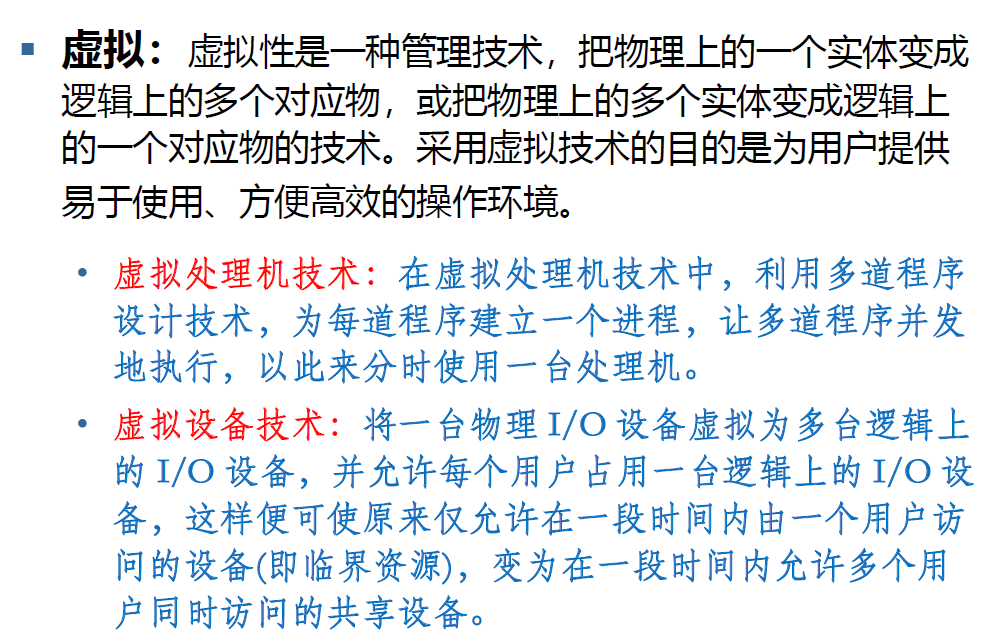 ▪ 虚拟：虚拟性是一种管理技术，把物理上的一个实体变成
逻辑上的多个对应物，或把物理上的多个实体变成逻辑上
的一个对应物的技术。采用虚拟技术的目的是为用户提供
易于使用、方便高效的操作环境。
• 虚拟处理机技术：在虚拟处理机技术中，利用多道程序
设计技术，为每道程序建立一个进程，让多道程序并发
地执行，以此来分时使用一台处理机。
• 虚拟设备技术：将一台物理 I/O 设备虚拟为多台逻辑上
的 I/O 设备，并允许每个用户占用一台逻辑上的 I/O 设
备，这样便可使原来仅允许在一段时间内由一个用户访
问的设备(即临界资源)，变为在一段时间内允许多个用
户同时访问的共享设备。